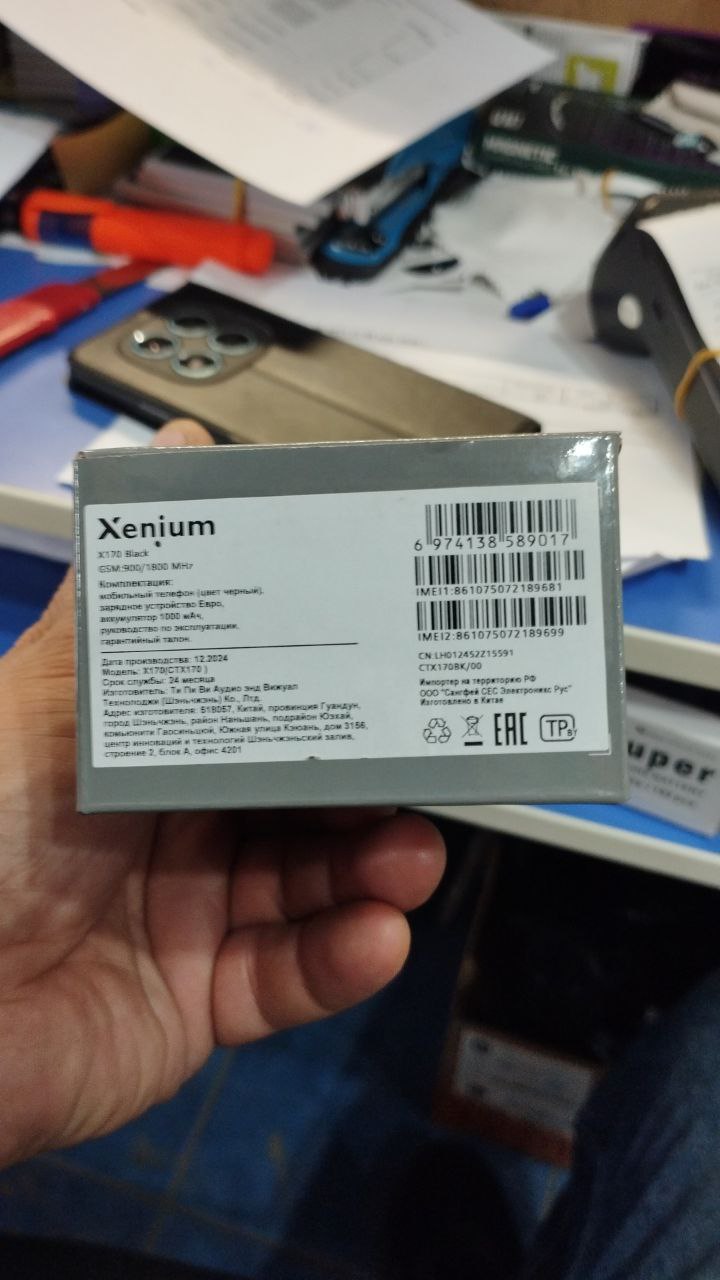 Xenium
X170 Black
GSM:900/1800 MHz
Комплектация:
мобильный телефон (цвет черный),
зарядное устройство Евро,
аккумулятор 1000 мАч,
руководство по эксплуатации,
гарантийный талон.
Дата производства: 12.2024
Модель: X170(CTX170 )
Срок службы: 24 месяца
Изготовитель: Ти Пи Ви Аудио энд Вижуал
Текнолоджи (Шэньчжэнь) Ко., Лтд.
Адрес изготовителя: 518057, Китай, провинция Гуандун,
город Шэньчжэнь, район Наньшань, подрайон Юэхай,
комьюнити Гаосиньцюй, Южная улица Кэюань, дом 3156,
центр инноваций и технологий Шэньчжэньский залив,
строение 2, блок А, офис 4201
6 974138 589017
IMEI1:861075072189681
IMEI2:861075072189699
CN:LH012452Z15591
CTX170BK/00
Импортер на территорию РФ
ООО "Сангфей СЕС Электроникс Рус"
Изготовлено в Китае
EAC
TP BY
uper